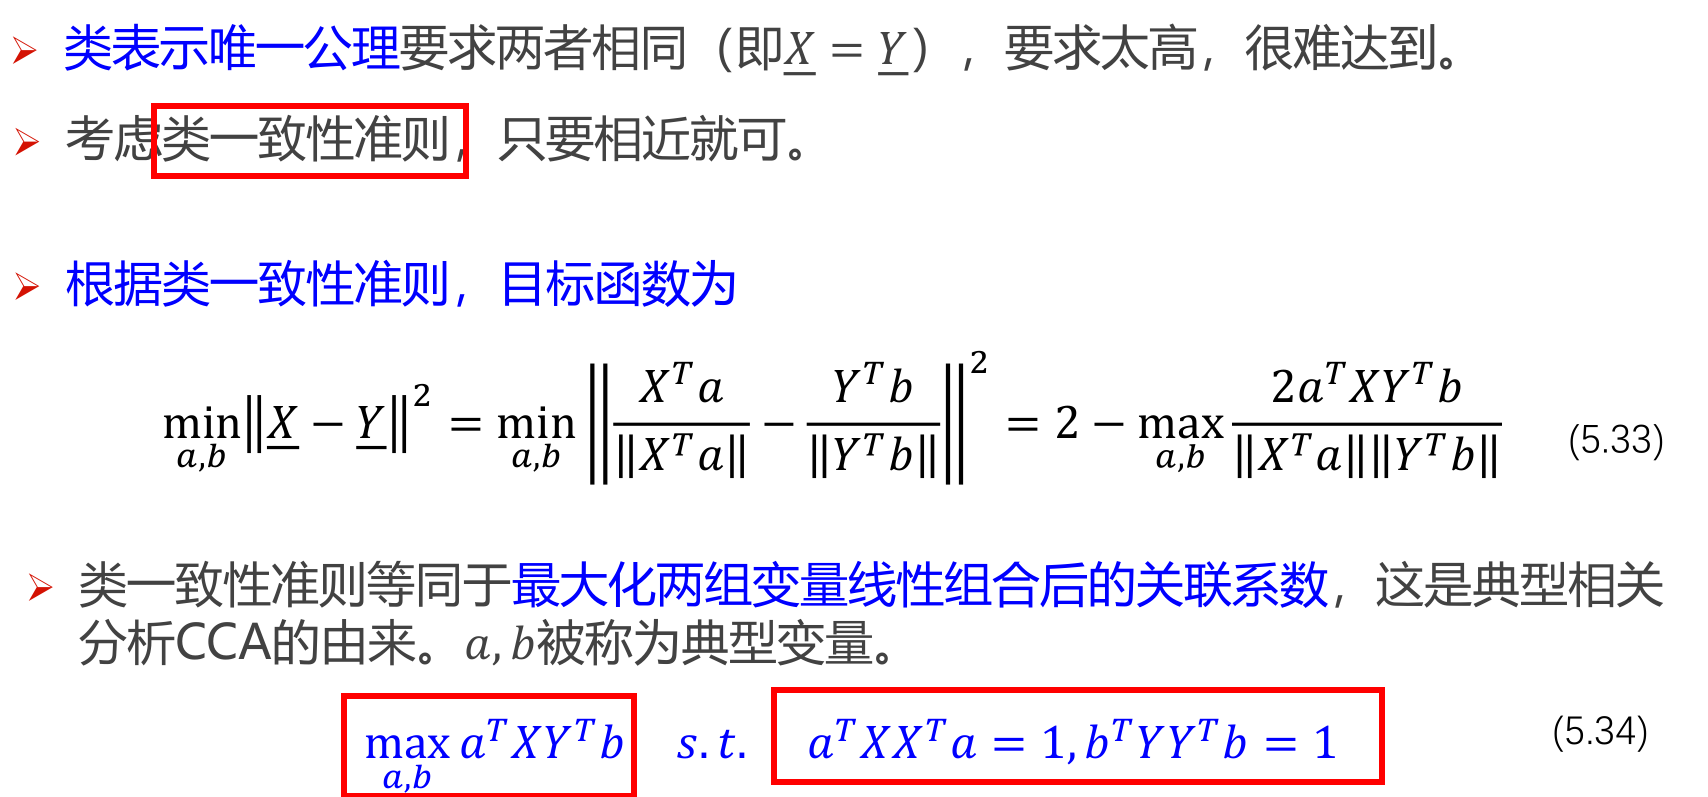 ➢ 类表示唯一公理要求两者相同（即X = Y），要求太高，很难达到。
➢ 考虑类一致性准则，只要相近就可。
➢ 根据类一致性准则，目标函数为
$\min_{a,b}\|\underline{X}-\underline{Y}\|^2=\min_{a,b}\left\|\frac{X^Ta}{\|X^Ta\|}-\frac{Y^Tb}{\|Y^Tb\|}\right\|^2=2-\max_{a,b}\frac{2a^TXY^Tb}{\|X^Ta\|\|Y^Tb\|}$ (5.33)
➢ 类一致性准则等同于最大化两组变量线性组合后的关联系数，这是典型相关
分析CCA的由来。a, b被称为典型变量。
$\max_{a,b} a^TXY^Tb \quad s.t. \quad a^TXX^Ta=1, b^TYY^Tb=1$ (5.34)